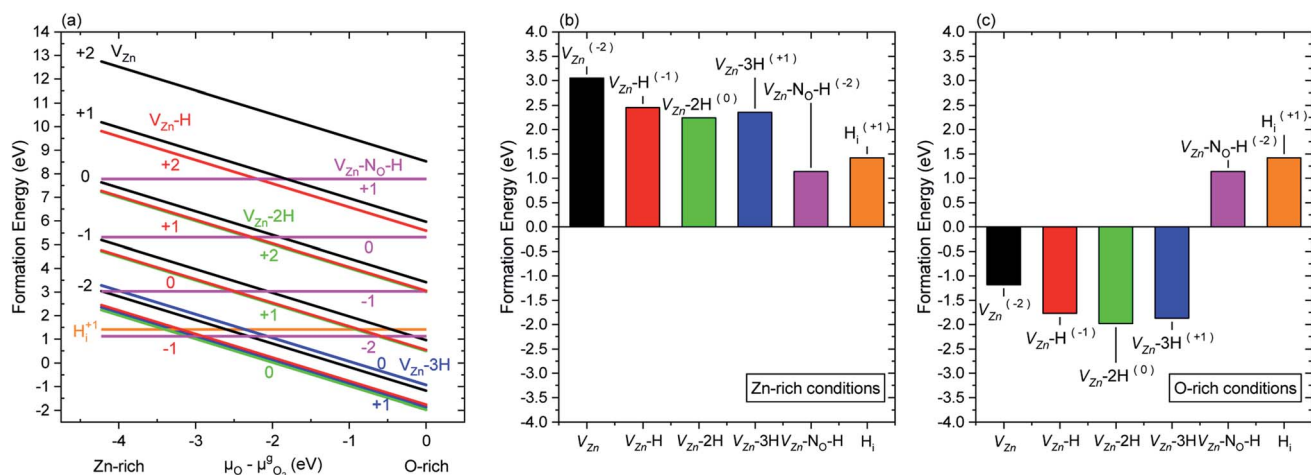 (a)
14
13
12
11
10
9
8
7
6
5
4
3
2
1
0
-1
-2
Formation Energy (eV)
+2
V_Zn
+1
V_Zn-H
+2
0
V_Zn-N_O-H
+1
+1
V_Zn-2H
+2
0
-1
-1
0
+1
-2
H_i^+1
-1
-2
0
V_Zn-3H
0
+1
-4 -3 -2 -1 0
Zn-rich μ_O - μ^g_O₂ (eV) O-rich
(b)
4.0
3.5
3.0
2.5
2.0
1.5
1.0
0.5
0.0
-0.5
-1.0
-1.5
-2.0
-2.5
-3.0
-3.5
-4.0
Formation Energy (eV)
V_Zn^(-2)
V_Zn-H^(-1)
V_Zn-2H^(0)
V_Zn-3H^(+1)
V_Zn-N_O-H^(-2)
H_i^(+1)
Zn-rich conditions
V_Zn V_Zn-H V_Zn-2H V_Zn-3H V_Zn-N_O-H H_i
(c)
4.0
3.5
3.0
2.5
2.0
1.5
1.0
0.5
0.0
-0.5
-1.0
-1.5
-2.0
-2.5
-3.0
-3.5
-4.0
Formation Energy (eV)
H_i^(+1)
V_Zn-N_O-H^(-2)
V_Zn^(-2)
V_Zn-H^(-1)
V_Zn-2H^(0)
V_Zn-3H^(+1)
O-rich conditions
V_Zn V_Zn-H V_Zn-2H V_Zn-3H V_Zn-N_O-H H_i